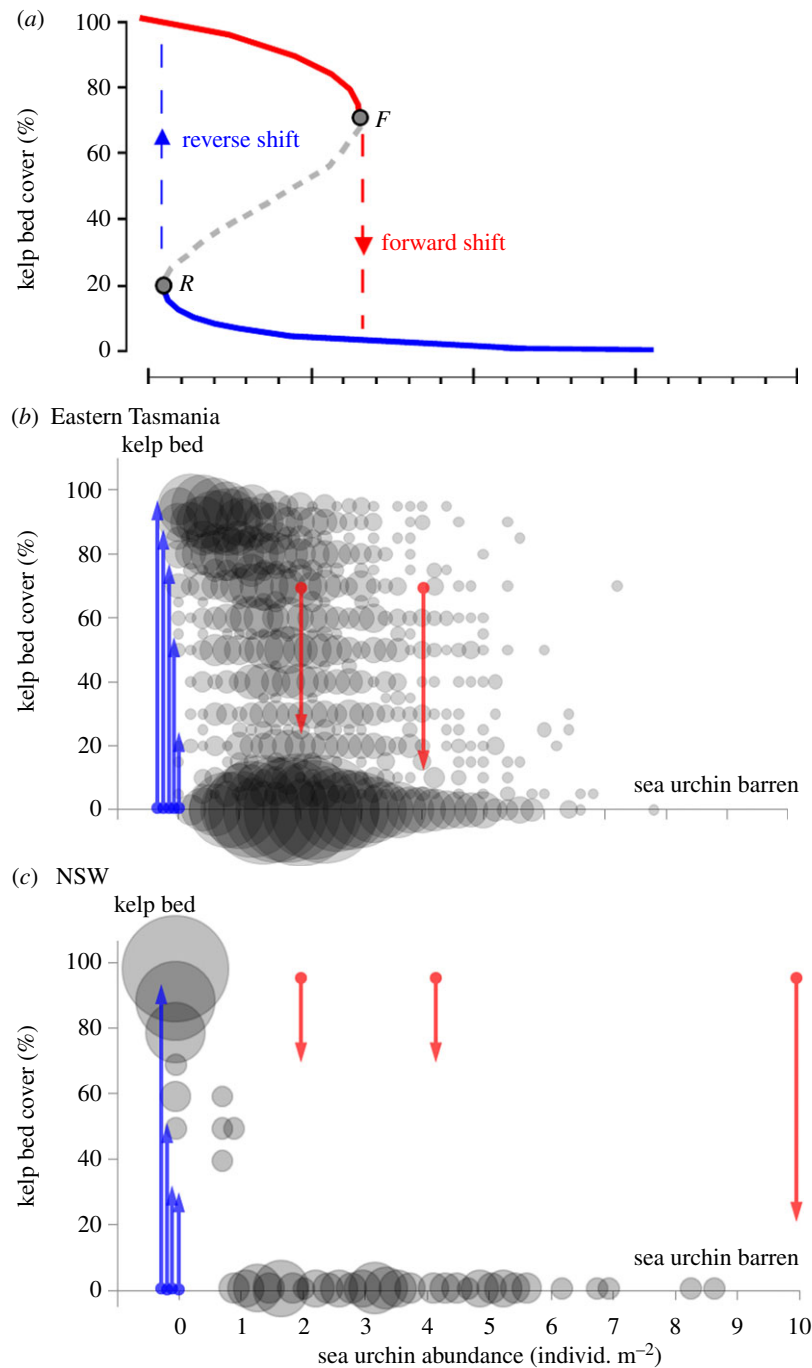 (a)
kelp bed cover (%)
100
80
60
40
20
0
reverse shift
F
forward shift
R
(b) Eastern Tasmania
kelp bed
kelp bed cover (%)
100
80
60
40
20
0
sea urchin barren
(c) NSW
kelp bed
kelp bed cover (%)
100
80
60
40
20
0
sea urchin barren
0 1 2 3 4 5 6 7 8 9 10
sea urchin abundance (individ. m⁻²)